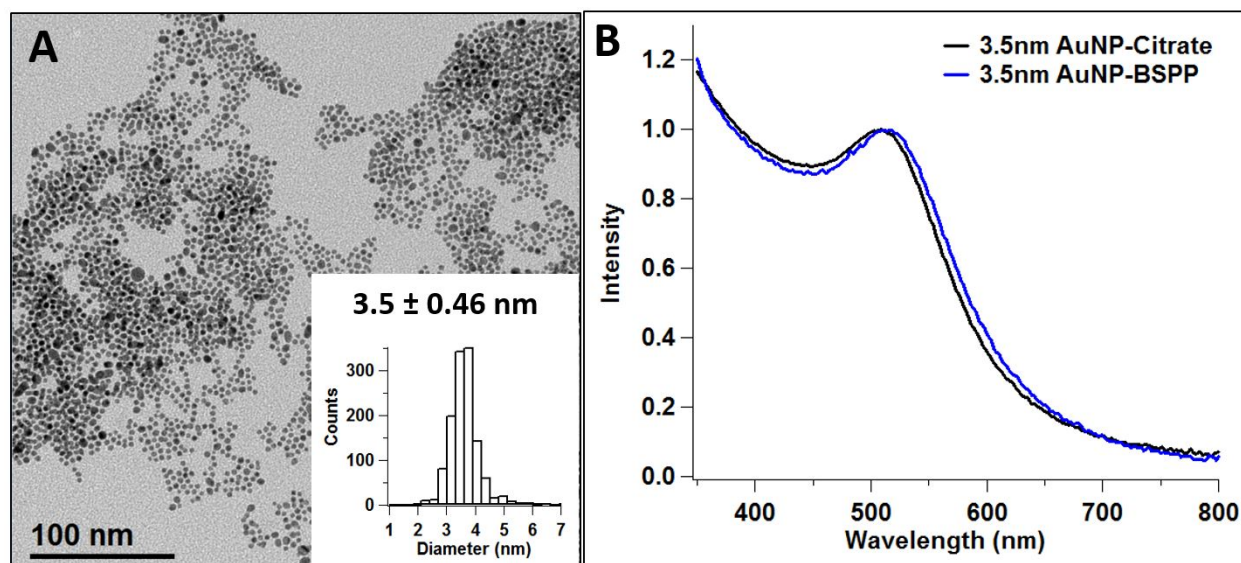 A
3.5 ± 0.46 nm
300
200
100
0
Counts
1 2 3 4 5 6 7
Diameter (nm)
100 nm
B
3.5nm AuNP-Citrate
3.5nm AuNP-BSPP
1.2
1.0
0.8
0.6
0.4
0.2
0.0
Intensity
400 500 600 700 800
Wavelength (nm)